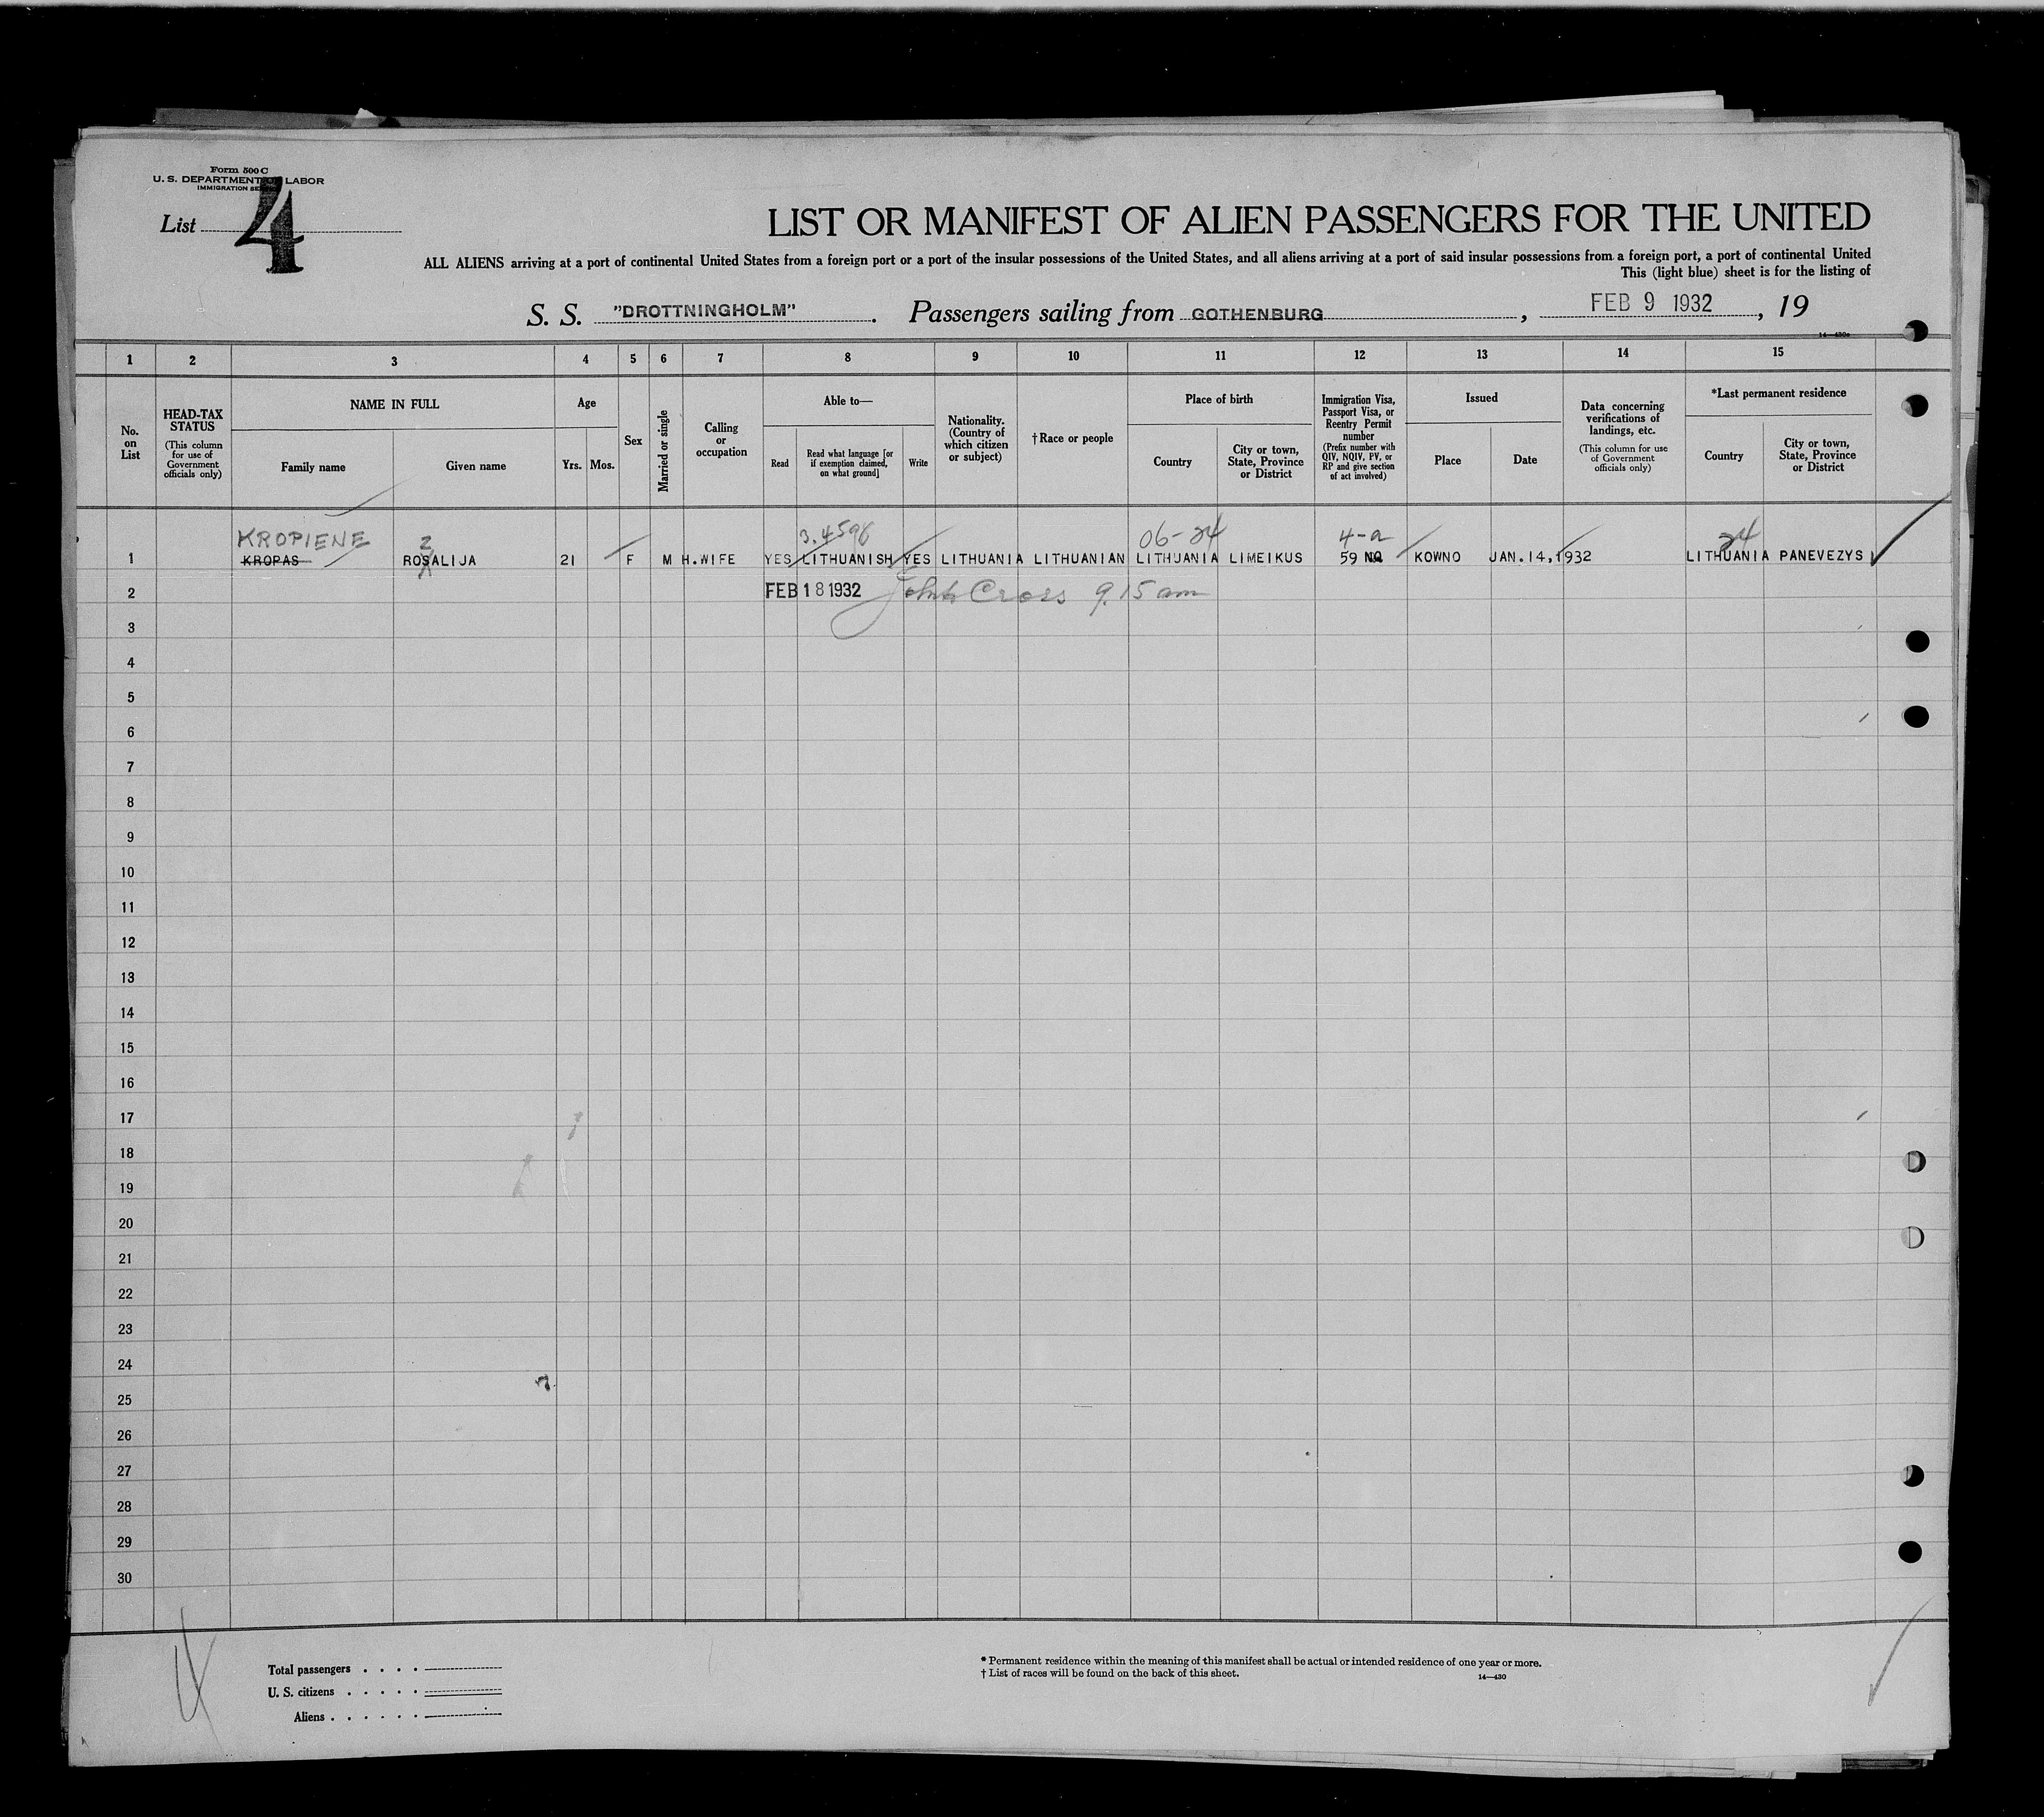 Form 500 C
U. S. DEPARTMENT LABOR
IMMIGRATION
List 4
LIST OR MANIFEST OF ALIEN PASSENGERS FOR THE UNITED
ALL ALIENS arriving at a port of continental United States from a foreign port or a port of the insular possessions of the United States, and all aliens arriving at a port of said insular possessions from a foreign port, a port of continental United
This (light blue) sheet is for the listing of
S. S. "DROTTNINGHOLM". Passengers sailing from GOTHENBURG, FEB 9 1932, 19
14—430a
1 2 3 4 5 6 7 8 9 10 11 12 13 14 15
No. on List
HEAD-TAX STATUS
(This column for use of Government officials only)
NAME IN FULL
Family name Given name
Age
Yrs. Mos.
Sex
Married or single
Calling or occupation
Able to—
Read
Read what language [or if exemption claimed, on what ground]
Write
Nationality. (Country of which citizen or subject)
† Race or people
Place of birth
Country
City or town, State, Province or District
Immigration Visa, Passport Visa, or Reentry Permit number
(Prefix number with QIV, NQIV, PV, or RP and give section of act involved)
Issued
Place Date
Data concerning verifications of landings, etc.
(This column for use of Government officials only)
*Last permanent residence
Country
City or town, State, Province or District
KROPIENE Z 3.4598 06-24 4-a 24
1 KROPAS ROSALIJA 21 F M H.WIFE YES LITHUANISH YES LITHUANIA LITHUANIAN LITHUANIA LIMEIKUS 59 KOWNO JAN.14,1932 LITHUANIA PANEVEZYS
2 FEB 18 1932 John Cross 9.15 am
3
4
5
6
7
8
9
10
11
12
13
14
15
16
17
18
19
20
21
22
23
24
25
26
27
28
29
30
Total passengers . . . .
U. S. citizens . . . . .
Aliens . . . . . .
* Permanent residence within the meaning of this manifest shall be actual or intended residence of one year or more.
† List of races will be found on the back of this sheet.
14—430